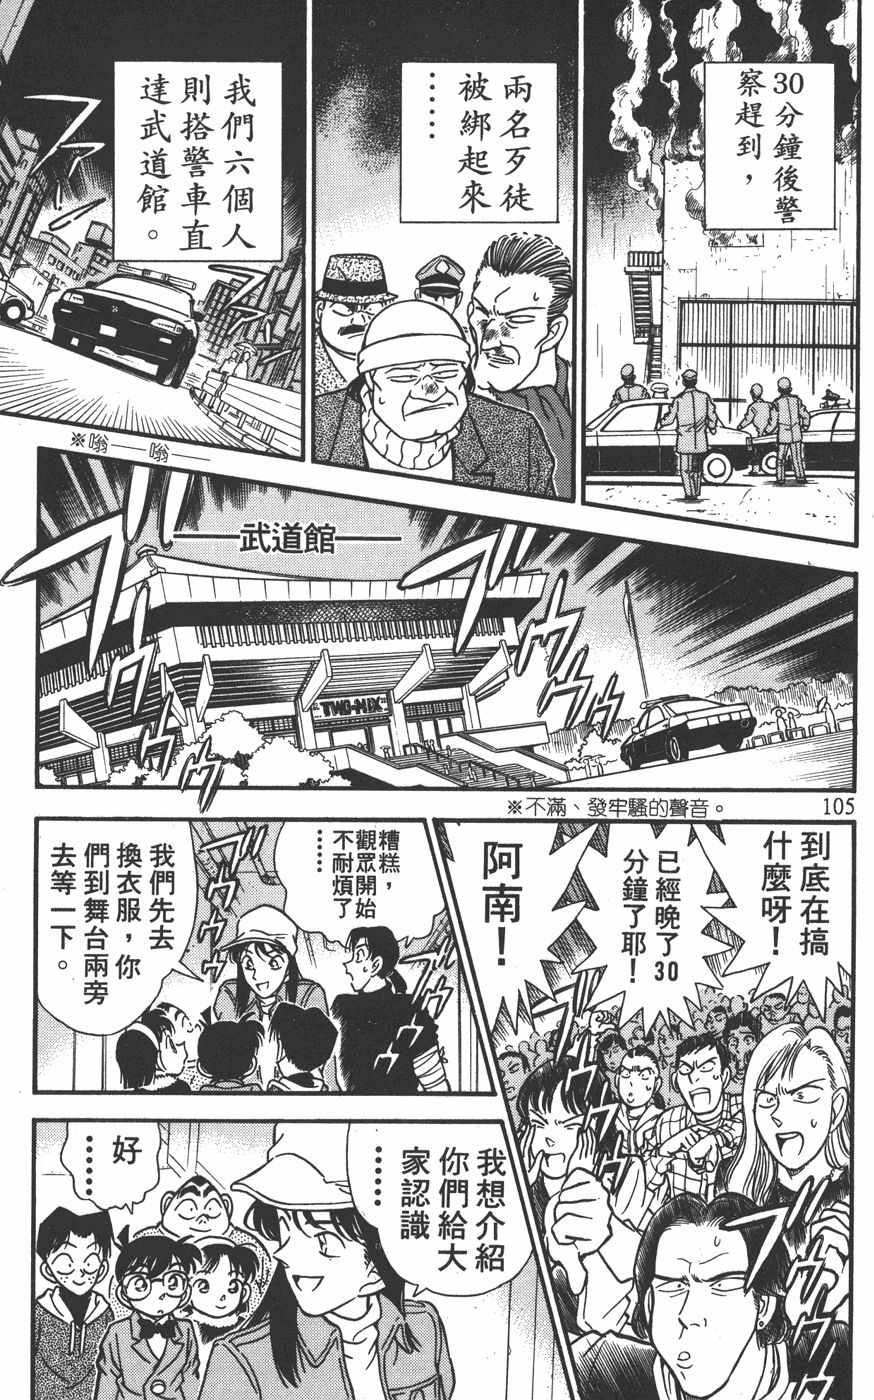 30分鐘後警
察趕到，
兩名歹徒
被綁起來
……
我們六個人
則搭警車直
達武道館。
※嗡——嗡——
——武道館——
"TWO-MIX"
※不滿、發牢騷的聲音。
105
到底在搞
什麼呀！
已經晚了30
分鐘了耶！
阿南！
糟糕，
觀眾開始
不耐煩了
……
我們先去
換衣服，你
們到舞台兩旁
去等一下。
我想介紹
你們給大
家認識
……
好
……